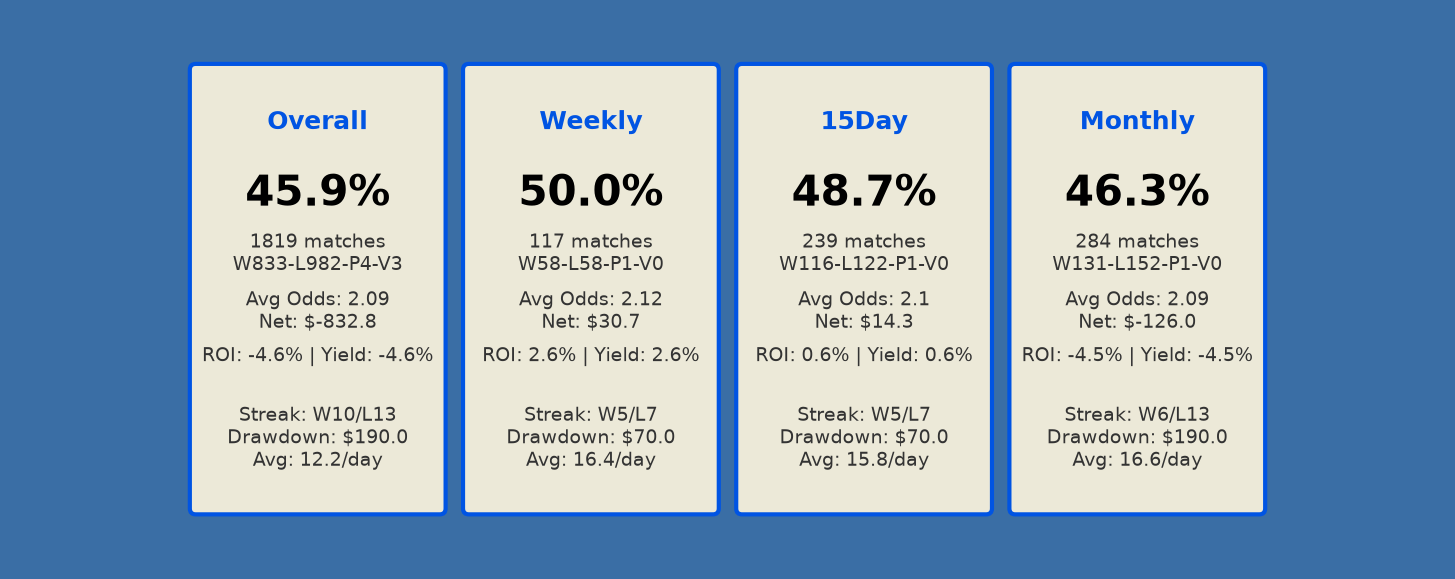 Overall
45.9%
1819 matches
W833-L982-P4-V3
Avg Odds: 2.09
Net: $-832.8
ROI: -4.6% | Yield: -4.6%
Streak: W10/L13
Drawdown: $190.0
Avg: 12.2/day
Weekly
50.0%
117 matches
W58-L58-P1-V0
Avg Odds: 2.12
Net: $30.7
ROI: 2.6% | Yield: 2.6%
Streak: W5/L7
Drawdown: $70.0
Avg: 16.4/day
15Day
48.7%
239 matches
W116-L122-P1-V0
Avg Odds: 2.1
Net: $14.3
ROI: 0.6% | Yield: 0.6%
Streak: W5/L7
Drawdown: $70.0
Avg: 15.8/day
Monthly
46.3%
284 matches
W131-L152-P1-V0
Avg Odds: 2.09
Net: $-126.0
ROI: -4.5% | Yield: -4.5%
Streak: W6/L13
Drawdown: $190.0
Avg: 16.6/day